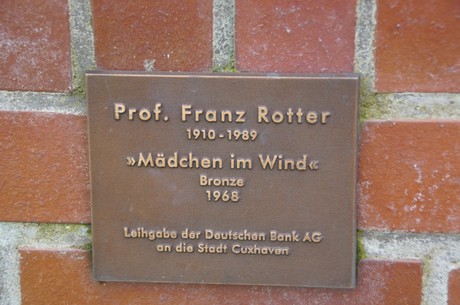 Prof. Franz Rotter
1910-1989
»Mädchen im Wind«
Bronze
1968
Leihgabe der Deutschen Bank AG
an die Stadt Cuxhaven